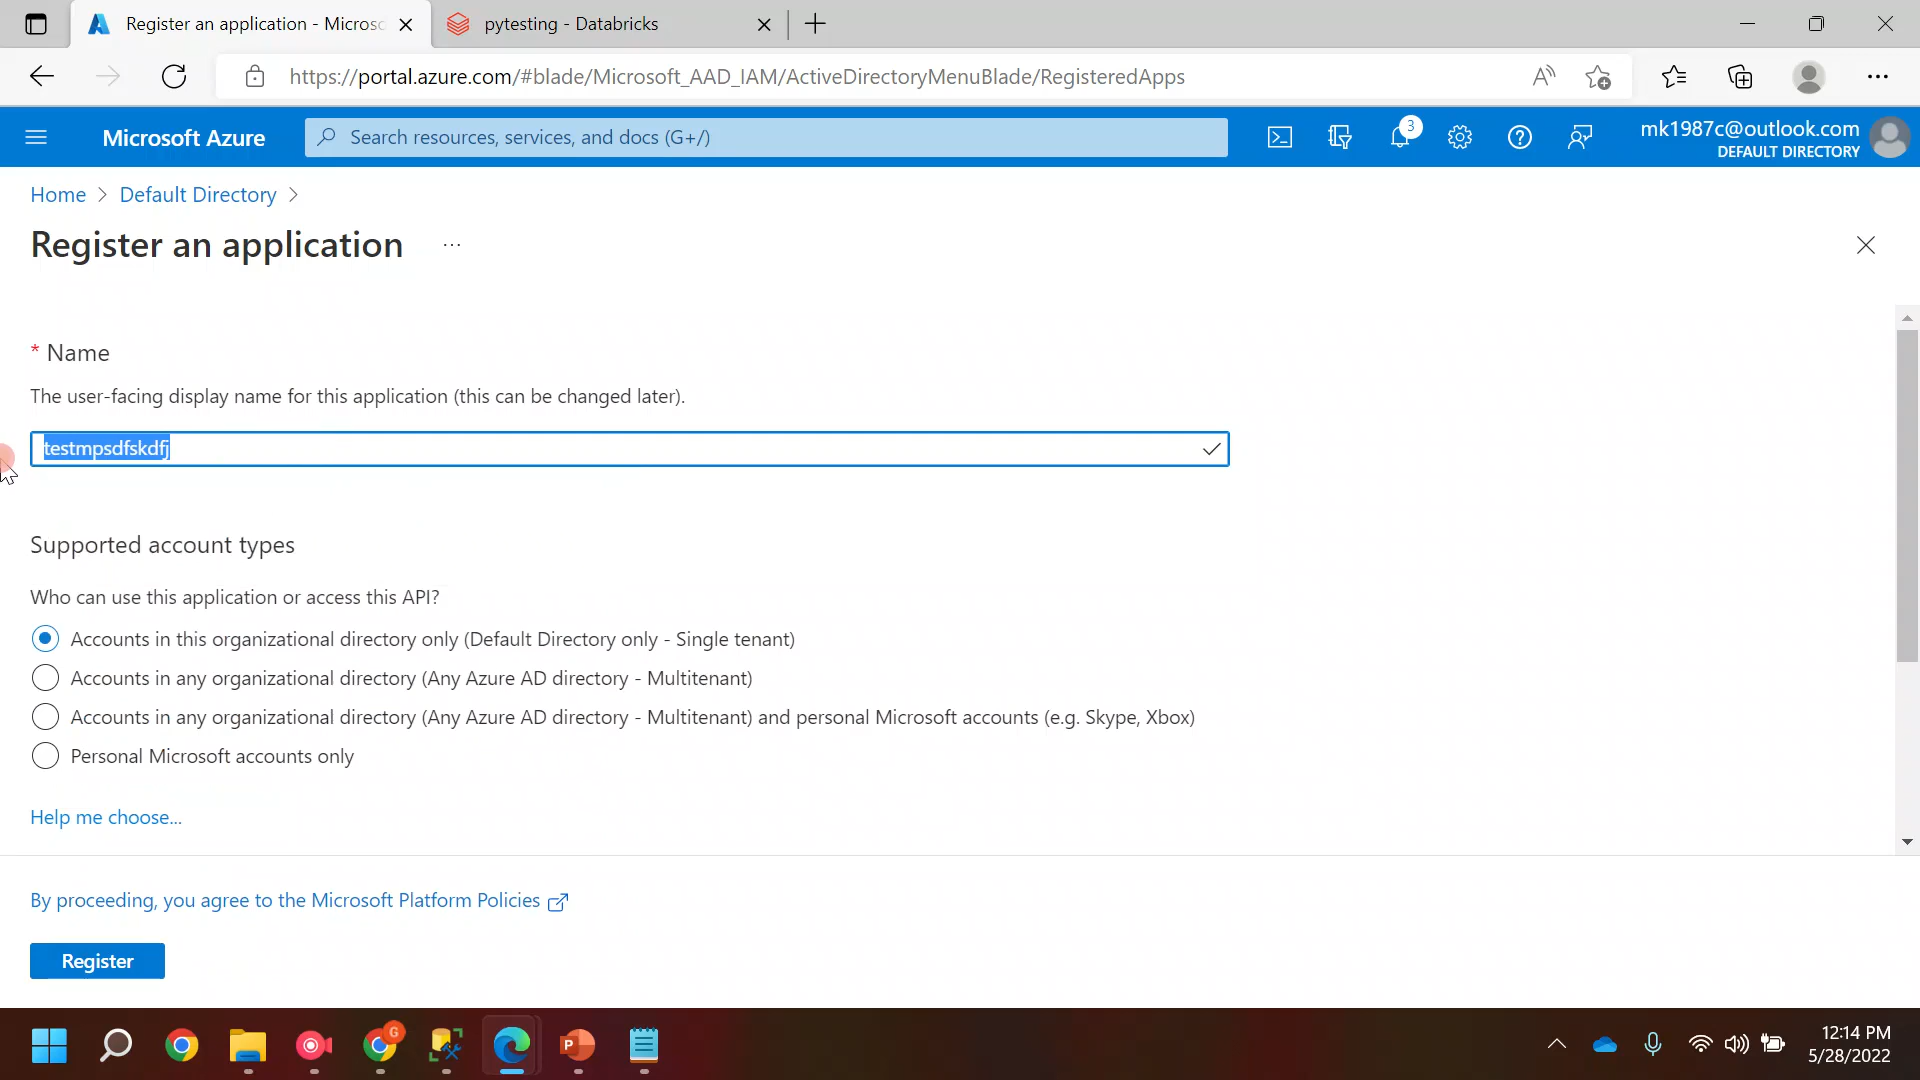 Register an application - Microsc
pytesting - Databricks
https://portal.azure.com/#blade/Microsoft_AAD_IAM/ActiveDirectoryMenuBlade/RegisteredApps
Microsoft Azure
Search resources, services, and docs (G+/)
3
mk1987c@outlook.com
DEFAULT DIRECTORY
Home > Default Directory >
Register an application ...
* Name
The user-facing display name for this application (this can be changed later).
testmpsdfskdfj
Supported account types
Who can use this application or access this API?
Accounts in this organizational directory only (Default Directory only - Single tenant)
Accounts in any organizational directory (Any Azure AD directory - Multitenant)
Accounts in any organizational directory (Any Azure AD directory - Multitenant) and personal Microsoft accounts (e.g. Skype, Xbox)
Personal Microsoft accounts only
Help me choose...
By proceeding, you agree to the Microsoft Platform Policies
Register
G
P
12:14 PM
5/28/2022